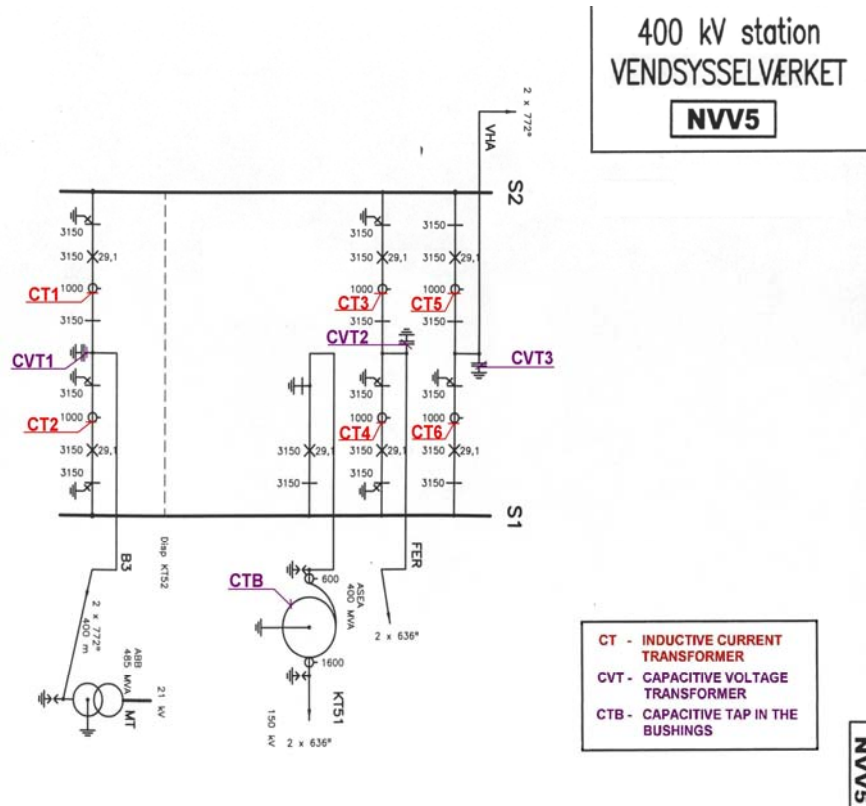 400 kV station
VENDSYSSELVÆRKET
NVV5
2 x 772°
VHA
S2
3150
3150
3150
3150 29,1
3150 29,1
3150 29,1
1000
1000
1000
CT1
CT3
CT5
3150
3150
3150
CVT2
CVT1
CVT3
3150
3150
3150
1000
1000
1000
CT2
CT4
CT6
3150 29,1
3150 29,1
3150 29,1
3150
3150
3150
3150
S1
Disp KT52
B3
2 x 772°
400 m
ABB
485 MVA
MT
21 kV
CTB
600
ASEA
400 MVA
1600
KT51
150 kV
2 x 636°
FER
2 x 636°
CT - INDUCTIVE CURRENT
TRANSFORMER
CVT - CAPACITIVE VOLTAGE
TRANSFORMER
CTB - CAPACITIVE TAP IN THE
BUSHINGS
NVV5